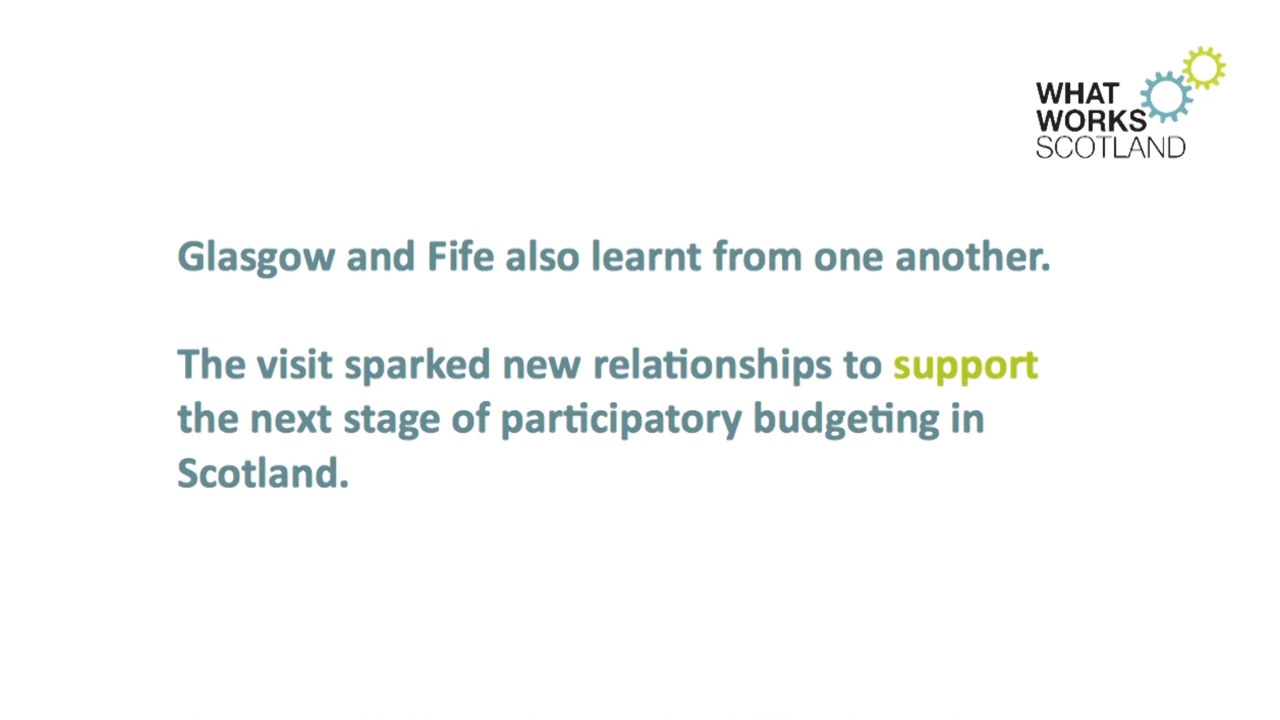 WHAT
WORKS
SCOTLAND
Glasgow and Fife also learnt from one another.
The visit sparked new relationships to support
the next stage of participatory budgeting in
Scotland.